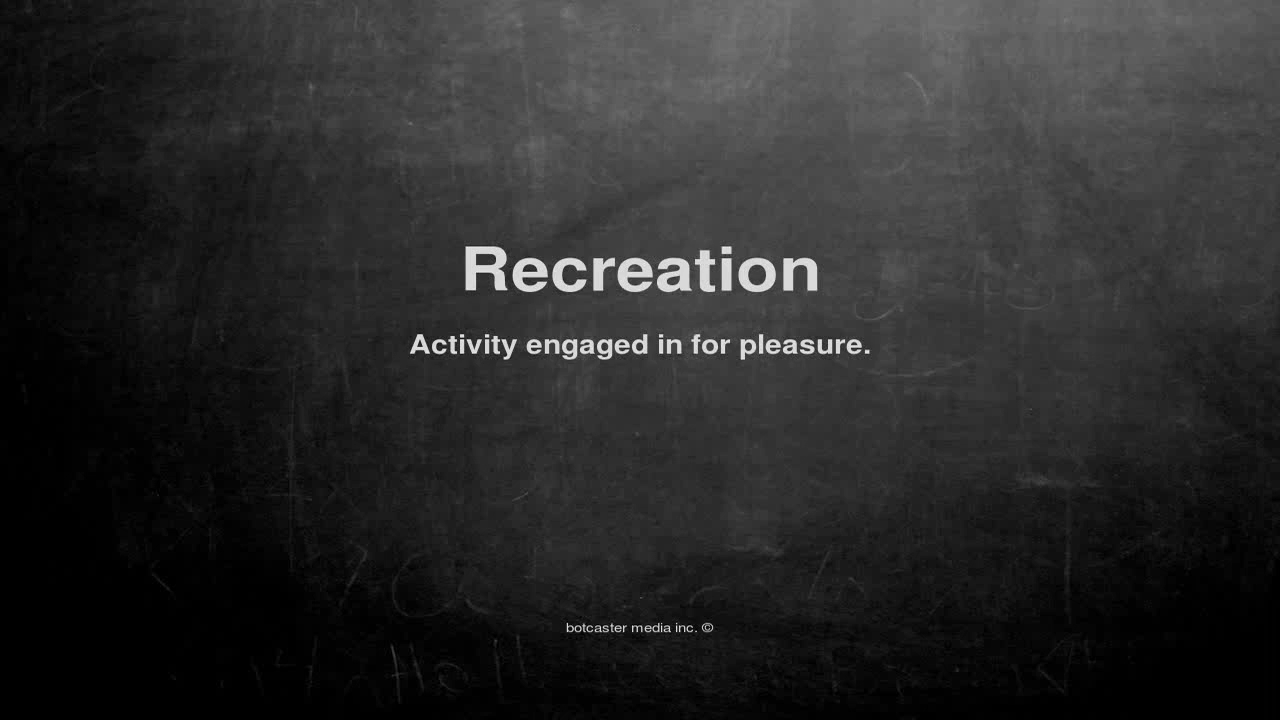 Recreation
Activity engaged in for pleasure.
botcaster media inc. ©